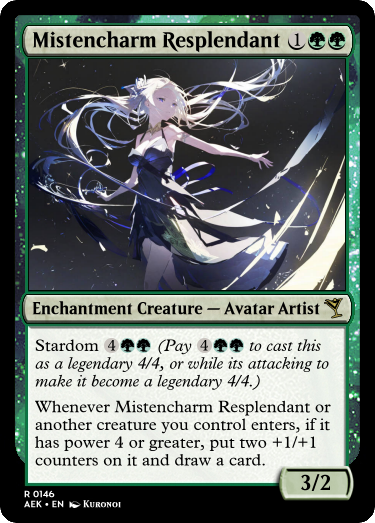 Mistencharm Resplendant 1
Enchantment Creature — Avatar Artist
Stardom 4 (Pay 4 to cast this
as a legendary 4/4, or while its attacking to
make it become a legendary 4/4.)
Whenever Mistencharm Resplendant or
another creature you control enters, if it
has power 4 or greater, put two +1/+1
counters on it and draw a card.
3/2
R 0146
AEK • EN Kuronoi